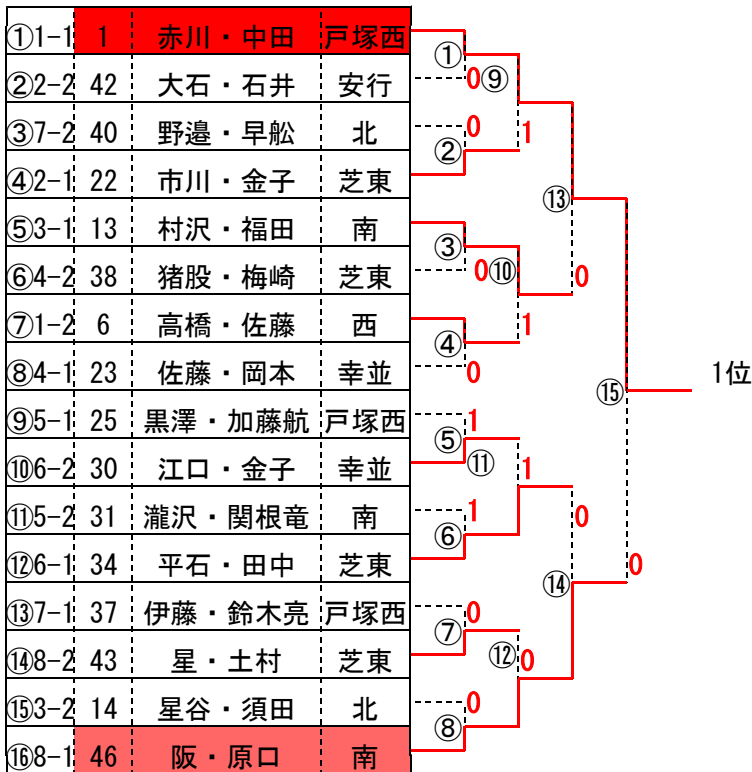 ①1-1 1 赤川・中田 戸塚西
②2-2 42 大石・石井 安行
③7-2 40 野邉・早舩 北
④2-1 22 市川・金子 芝東
⑤3-1 13 村沢・福田 南
⑥4-2 38 猪股・梅崎 芝東
⑦1-2 6 高橋・佐藤 西
⑧4-1 23 佐藤・岡本 幸並
⑨5-1 25 黒澤・加藤航 戸塚西
⑩6-2 30 江口・金子 幸並
⑪5-2 31 瀧沢・関根竜 南
⑫6-1 34 平石・田中 芝東
⑬7-1 37 伊藤・鈴木亮 戸塚西
⑭8-2 43 星・土村 芝東
⑮3-2 14 星谷・須田 北
⑯8-1 46 阪・原口 南
①
0
⑨
0
1
②
⑬
③
0
⑩
0
1
④
0
⑮
1位
1
⑤
⑪
1
1
0
⑥
0
⑭
0
⑦
⑫
0
0
⑧